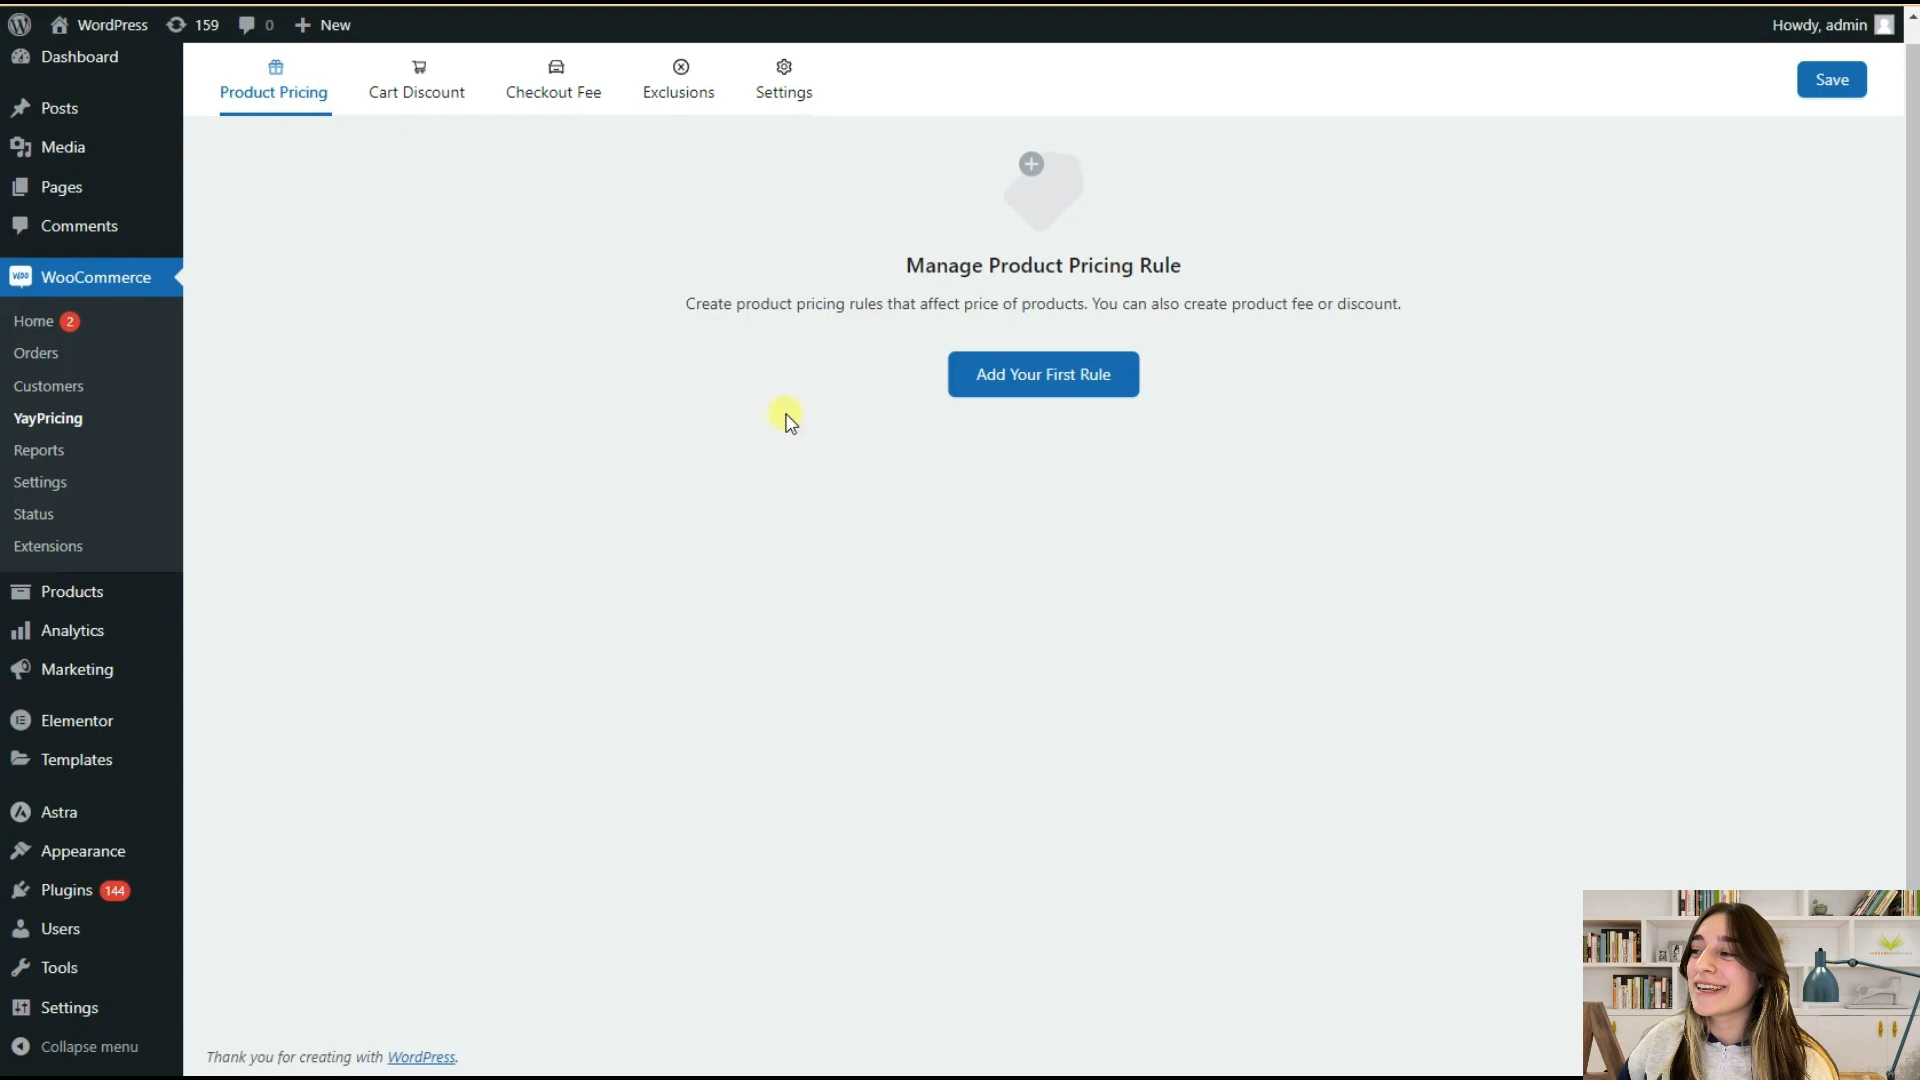 WordPress
159
0
New
Howdy, admin
Dashboard
Posts
Media
Pages
Comments
WooCommerce
Home 2
Orders
Customers
YayPricing
Reports
Settings
Status
Extensions
Products
Analytics
Marketing
Elementor
Templates
Astra
Appearance
Plugins 144
Users
Tools
Settings
Collapse menu
Product Pricing
Cart Discount
Checkout Fee
Exclusions
Settings
Save
Manage Product Pricing Rule
Create product pricing rules that affect price of products. You can also create product fee or discount.
Add Your First Rule
Thank you for creating with WordPress.